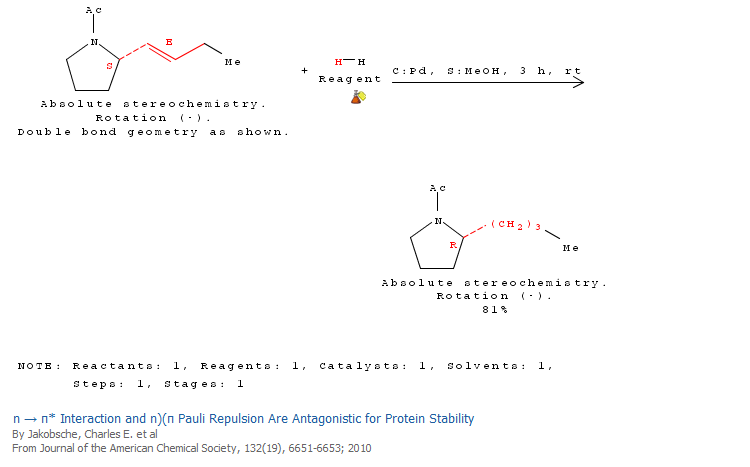 Ac
N
E
S
Me
+
H H
Reagent
C:Pd, S:MeOH, 3 h, rt
Absolute stereochemistry.
Rotation (-).
Double bond geometry as shown.
Ac
N
(CH2)3
R
Me
Absolute stereochemistry.
Rotation (-).
81%
NOTE: Reactants: 1, Reagents: 1, Catalysts: 1, Solvents: 1,
Steps: 1, Stages: 1
n → π* Interaction and n)(π Pauli Repulsion Are Antagonistic for Protein Stability
By Jakobsche, Charles E. et al
From Journal of the American Chemical Society, 132(19), 6651-6653; 2010